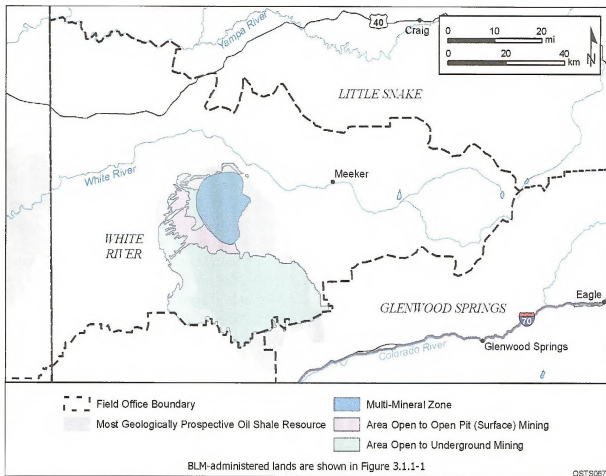 40
Craig
Yampa River
0 10 20
mi
0 20 40
km
N
LITTLE SNAKE
White River
Meeker
WHITE
RIVER
GLENWOOD SPRINGS
Eagle
70
Glenwood Springs
Colorado River
Field Office Boundary
Most Geologically Prospective Oil Shale Resource
Multi-Mineral Zone
Area Open to Open Pit (Surface) Mining
Area Open to Underground Mining
BLM-administered lands are shown in Figure 3.1.1-1
OSTS067